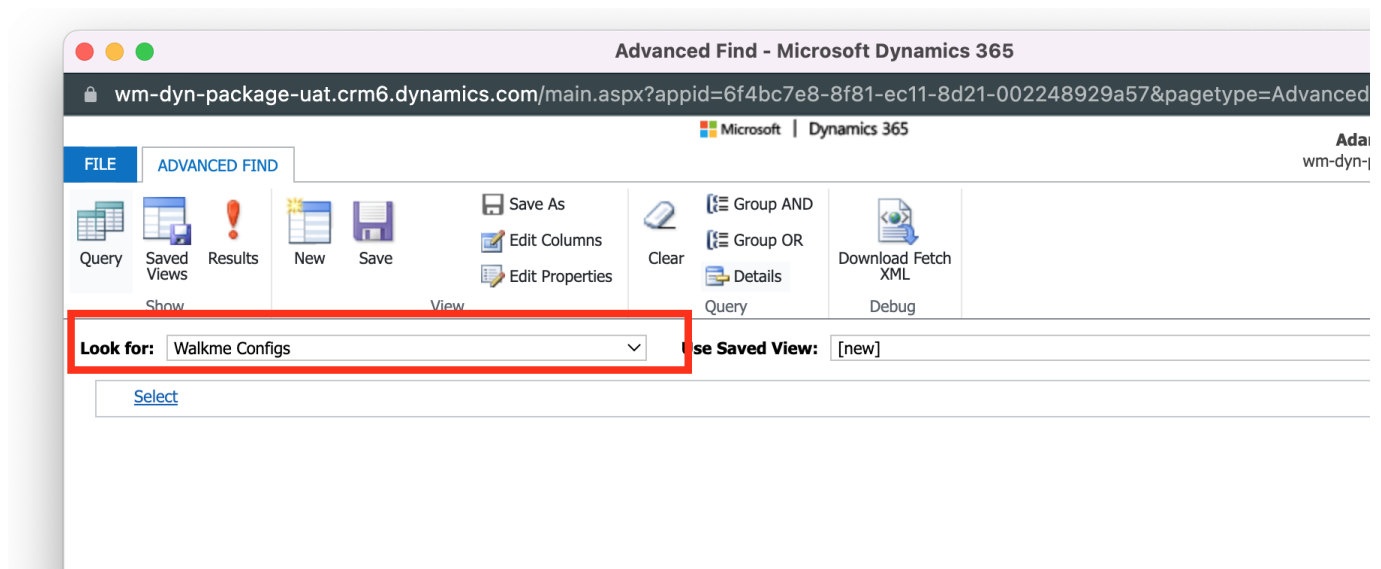 Advanced Find - Microsoft Dynamics 365
wm-dyn-package-uat.crm6.dynamics.com/main.aspx?appid=6f4bc7e8-8f81-ec11-8d21-002248929a57&pagetype=Advanced
Microsoft | Dynamics 365
FILE
ADVANCED FIND
wm-dyn-
Query
Saved
Views
Results
Show
New
Save
Save As
Edit Columns
Edit Properties
View
Clear
Group AND
Group OR
Details
Query
Download Fetch
XML
Debug
Look for: Walkme Configs
Use Saved View: [new]
Select